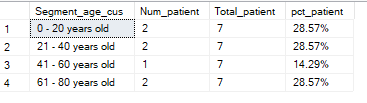 Segment_age_cus Num_patient Total_patient pct_patient
1 0 - 20 years old 2 7 28.57%
2 21 - 40 years old 2 7 28.57%
3 41 - 60 years old 1 7 14.29%
4 61 - 80 years old 2 7 28.57%